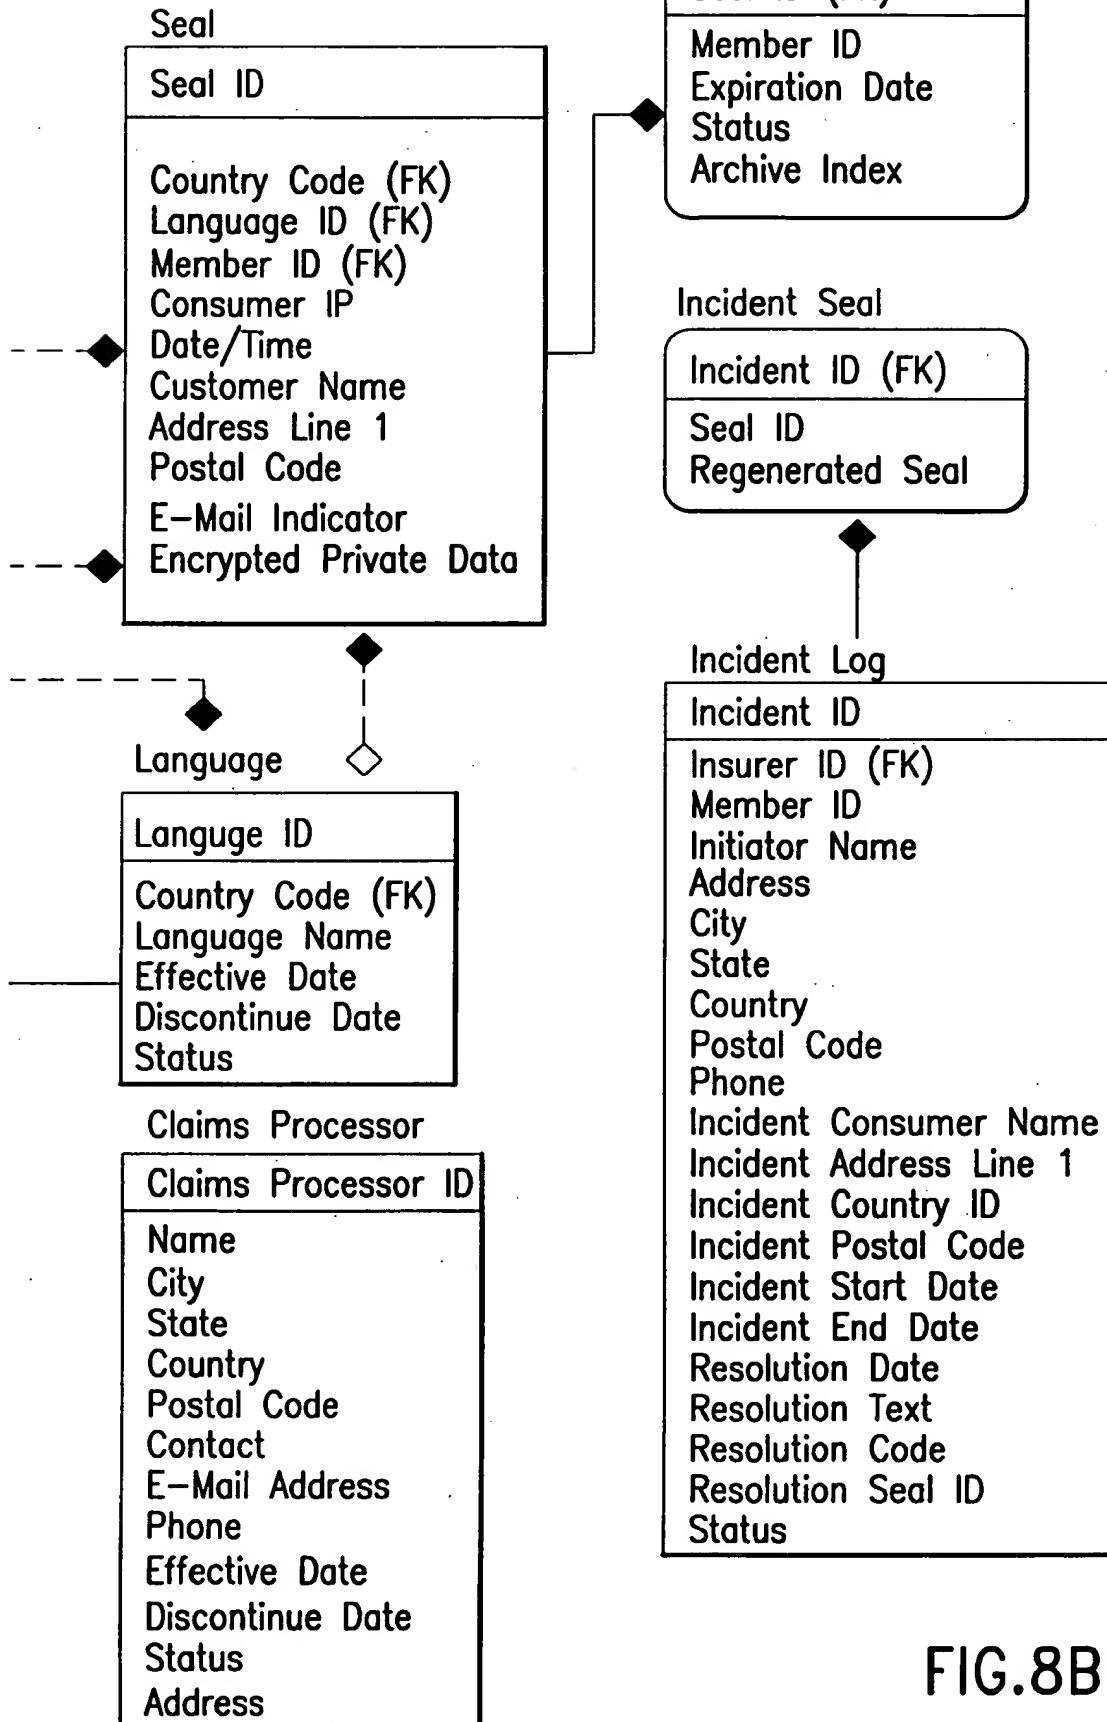 Seal
Seal ID
Country Code (FK)
Language ID (FK)
Member ID (FK)
Consumer IP
Date/Time
Customer Name
Address Line 1
Postal Code
E-Mail Indicator
Encrypted Private Data
Member ID
Expiration Date
Status
Archive Index
Incident Seal
Incident ID (FK)
Seal ID
Regenerated Seal
Language
Languge ID
Country Code (FK)
Language Name
Effective Date
Discontinue Date
Status
Claims Processor
Claims Processor ID
Name
City
State
Country
Postal Code
Contact
E-Mail Address
Phone
Effective Date
Discontinue Date
Status
Address
Incident Log
Incident ID
Insurer ID (FK)
Member ID
Initiator Name
Address
City
State
Country
Postal Code
Phone
Incident Consumer Name
Incident Address Line 1
Incident Country ID
Incident Postal Code
Incident Start Date
Incident End Date
Resolution Date
Resolution Text
Resolution Code
Resolution Seal ID
Status
FIG.8B